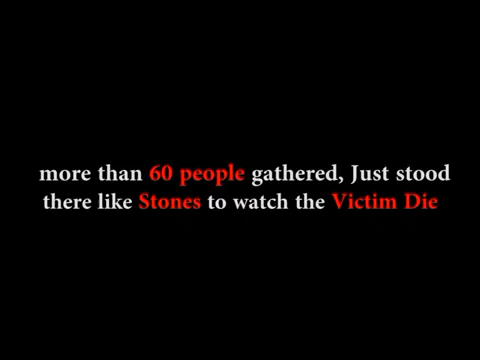 more than 60 people gathered, Just stood
there like Stones to watch the Victim Die